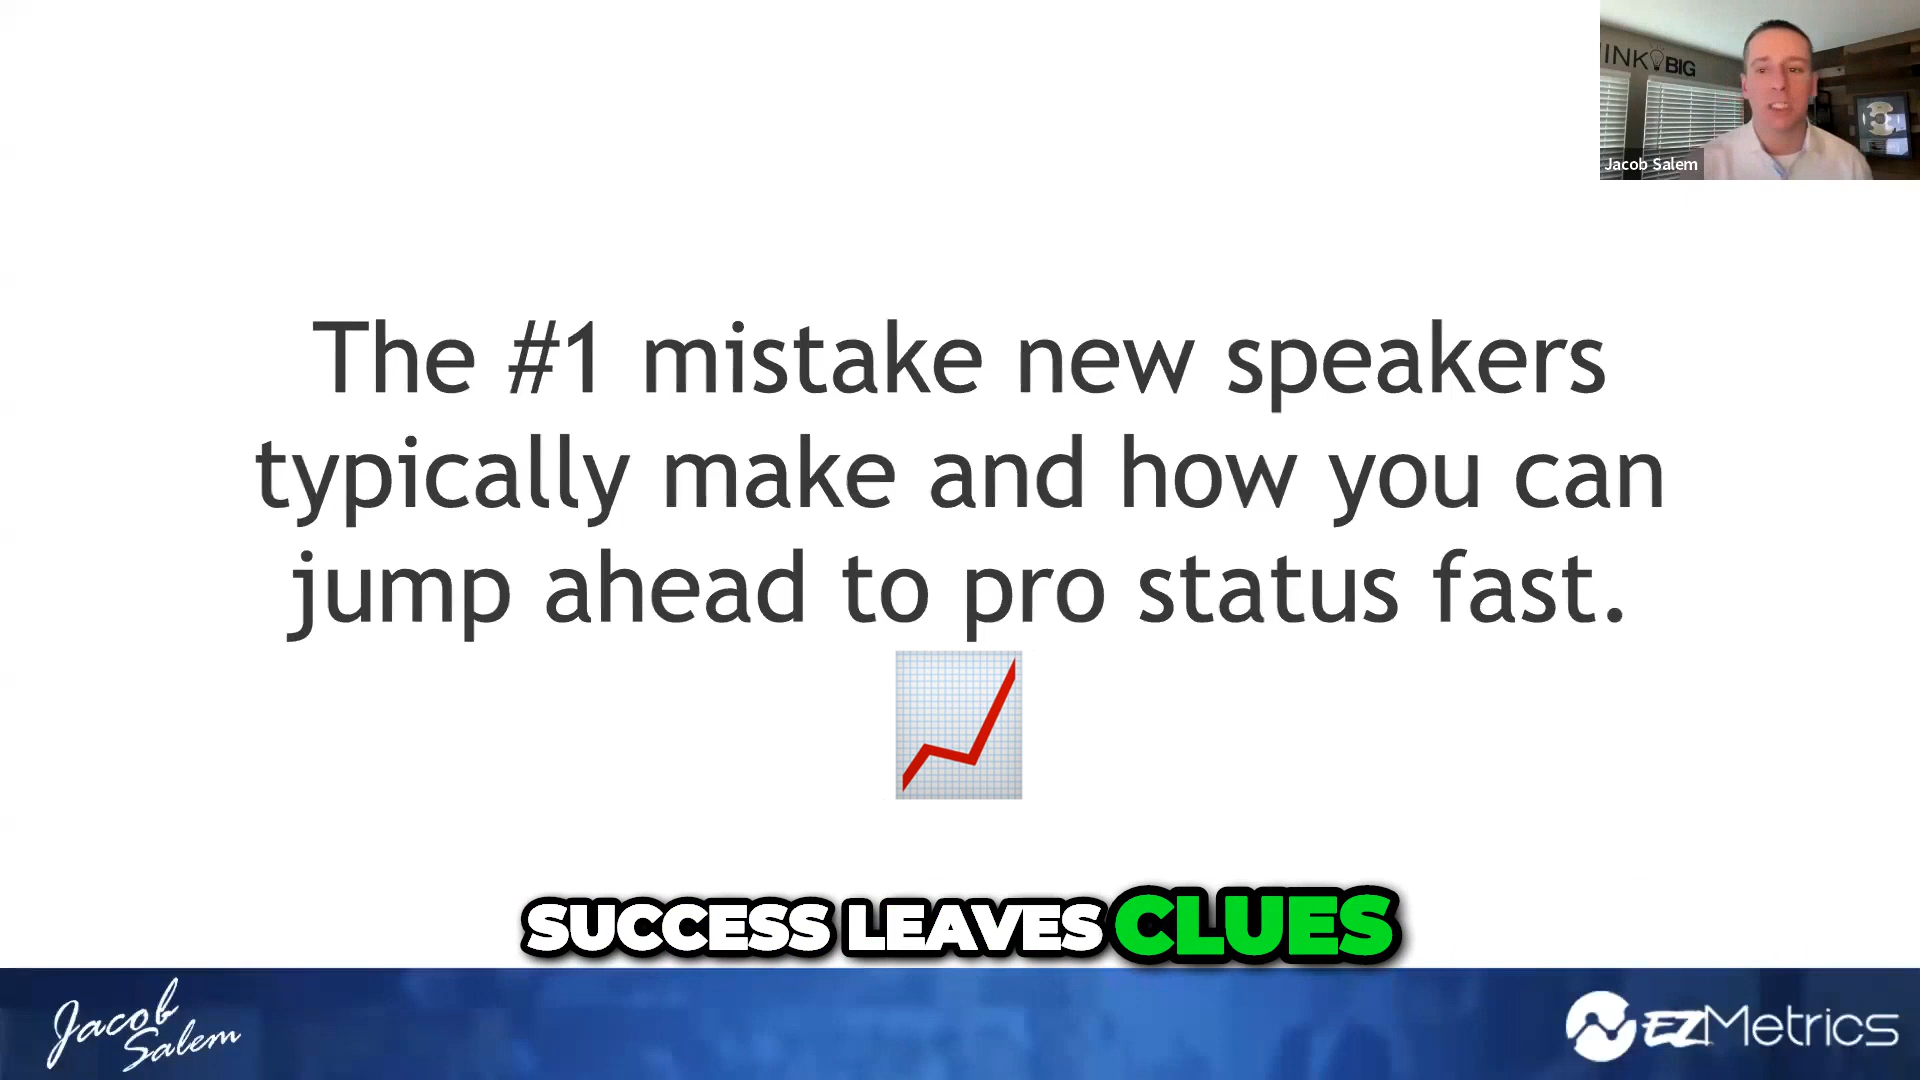 INK BIG
Jacob Salem
The #1 mistake new speakers
typically make and how you can
jump ahead to pro status fast.
SUCCESS LEAVES CLUES
Jacob
Salem
EZMetrics